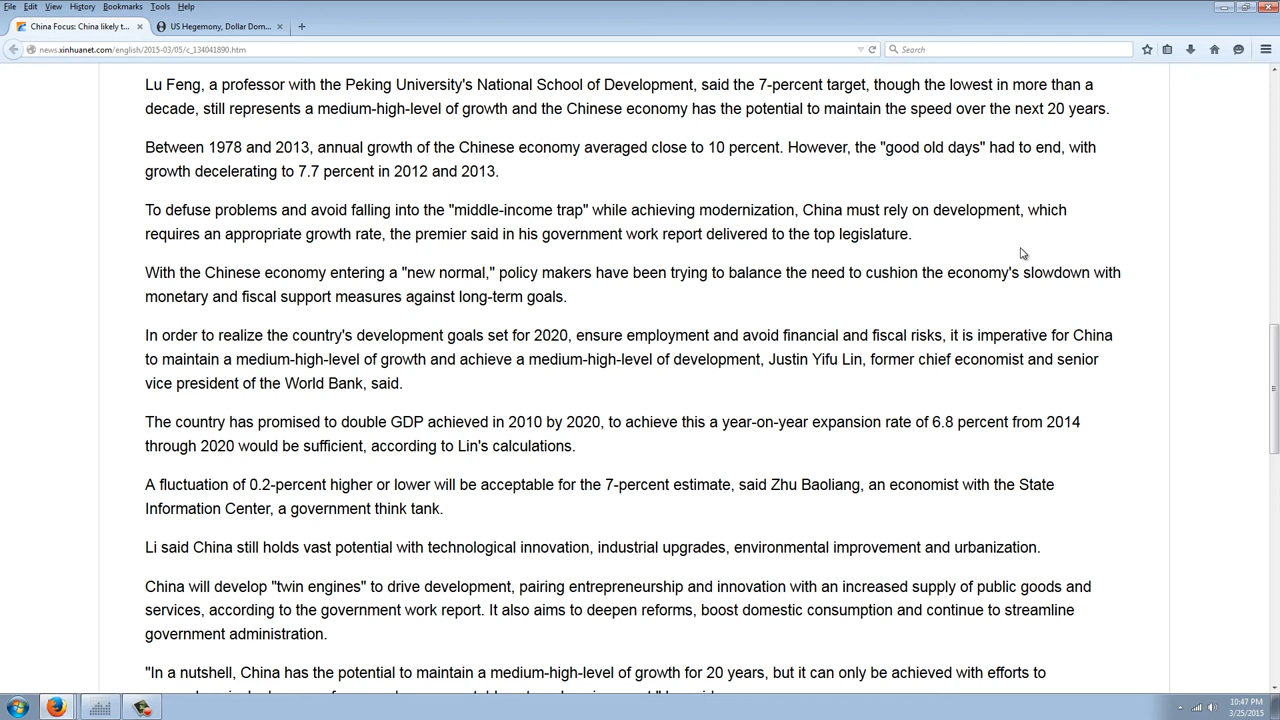 File Edit View History Bookmarks Tools Help
China Focus: China likely t... × US Hegemony, Dollar Dom... × +
news.xinhuanet.com/english/2015-03/05/c_134041890.htm Search
Lu Feng, a professor with the Peking University's National School of Development, said the 7-percent target, though the lowest in more than a
decade, still represents a medium-high-level of growth and the Chinese economy has the potential to maintain the speed over the next 20 years.
Between 1978 and 2013, annual growth of the Chinese economy averaged close to 10 percent. However, the "good old days" had to end, with
growth decelerating to 7.7 percent in 2012 and 2013.
To defuse problems and avoid falling into the "middle-income trap" while achieving modernization, China must rely on development, which
requires an appropriate growth rate, the premier said in his government work report delivered to the top legislature.
With the Chinese economy entering a "new normal," policy makers have been trying to balance the need to cushion the economy's slowdown with
monetary and fiscal support measures against long-term goals.
In order to realize the country's development goals set for 2020, ensure employment and avoid financial and fiscal risks, it is imperative for China
to maintain a medium-high-level of growth and achieve a medium-high-level of development, Justin Yifu Lin, former chief economist and senior
vice president of the World Bank, said.
The country has promised to double GDP achieved in 2010 by 2020, to achieve this a year-on-year expansion rate of 6.8 percent from 2014
through 2020 would be sufficient, according to Lin's calculations.
A fluctuation of 0.2-percent higher or lower will be acceptable for the 7-percent estimate, said Zhu Baoliang, an economist with the State
Information Center, a government think tank.
Li said China still holds vast potential with technological innovation, industrial upgrades, environmental improvement and urbanization.
China will develop "twin engines" to drive development, pairing entrepreneurship and innovation with an increased supply of public goods and
services, according to the government work report. It also aims to deepen reforms, boost domestic consumption and continue to streamline
government administration.
"In a nutshell, China has the potential to maintain a medium-high-level of growth for 20 years, but it can only be achieved with efforts to
10:47 PM
3/25/2015